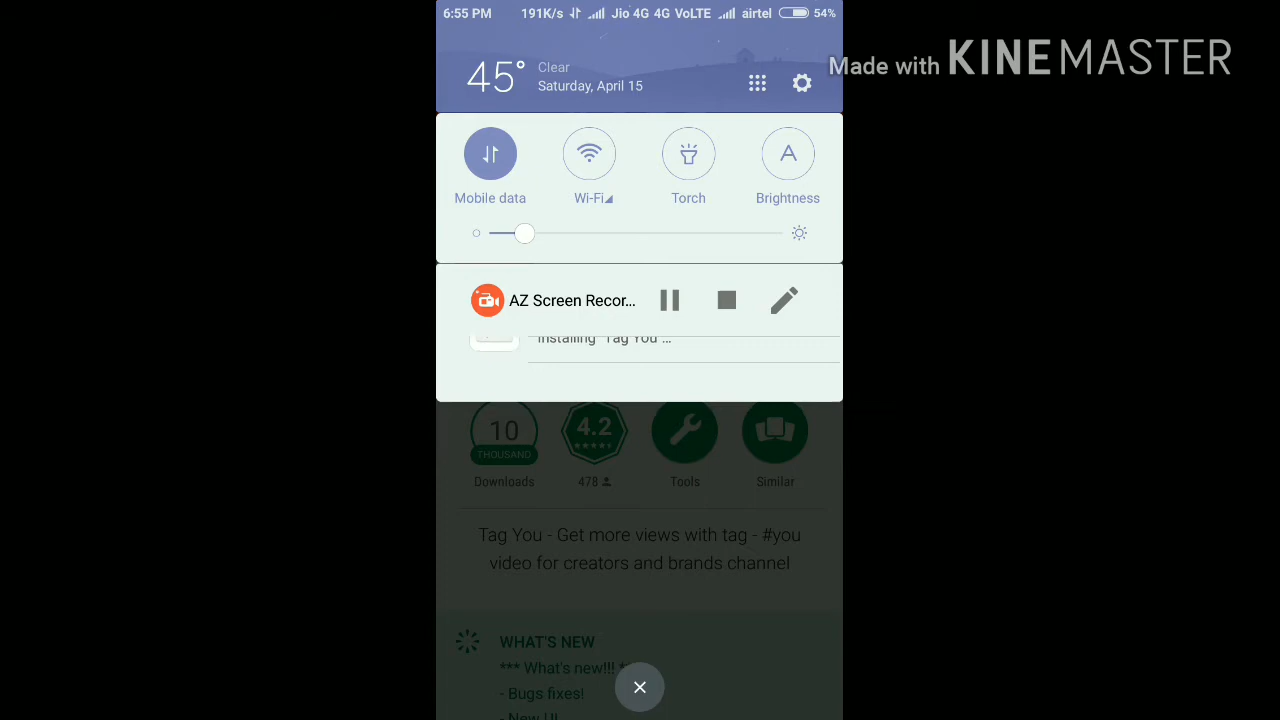 6:55 PM 191K/s Jio 4G 4G VoLTE airtel 54%
Made with KINEMASTER
45° Clear
Saturday, April 15
Mobile data Wi-Fi Torch Brightness
AZ Screen Recor...
Installing "Tag You ...
10 4.2
THOUSAND
Downloads 478 Tools Similar
Tag You - Get more views with tag - #you
video for creators and brands channel
WHAT'S NEW
*** What's new!!! **
- Bugs fixes!
- New UI